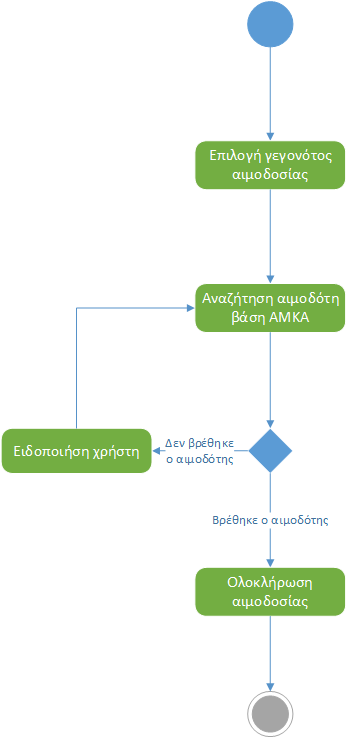 Επιλογή γεγονότος
αιμοδοσίας
Αναζήτηση αιμοδότη
βάση ΑΜΚΑ
Ειδοποιήση χρήστη
Δεν βρέθηκε
ο αιμοδότης
Βρέθηκε ο αιμοδότης
Ολοκλήρωση
αιμοδοσίας